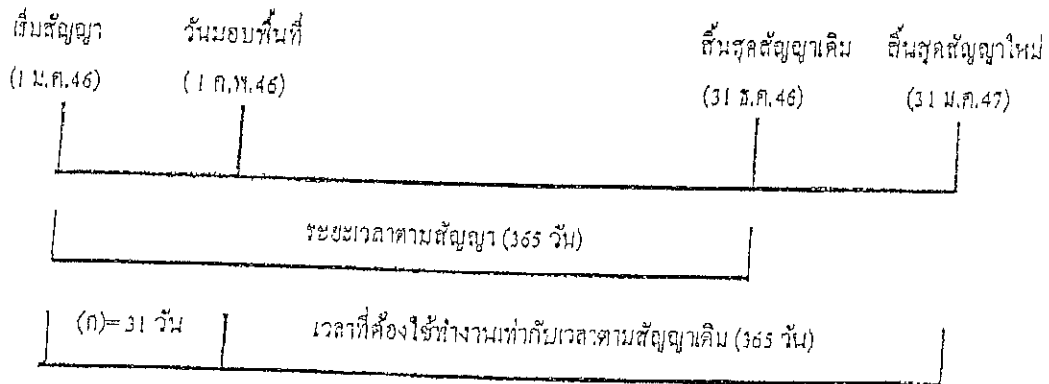 เริ่มสัญญา วันมอบพื้นที่ สิ้นสุดสัญญาเดิม สิ้นสุดสัญญาใหม่
(1 ม.ค.46) (1 ก.พ.46) (31 ธ.ค.46) (31 ม.ค.47)
ระยะเวลาตามสัญญา (365 วัน)
(ก)= 31 วัน เวลาที่ต้องใช้ทำงานเท่ากับเวลาตามสัญญาเดิม (365 วัน)